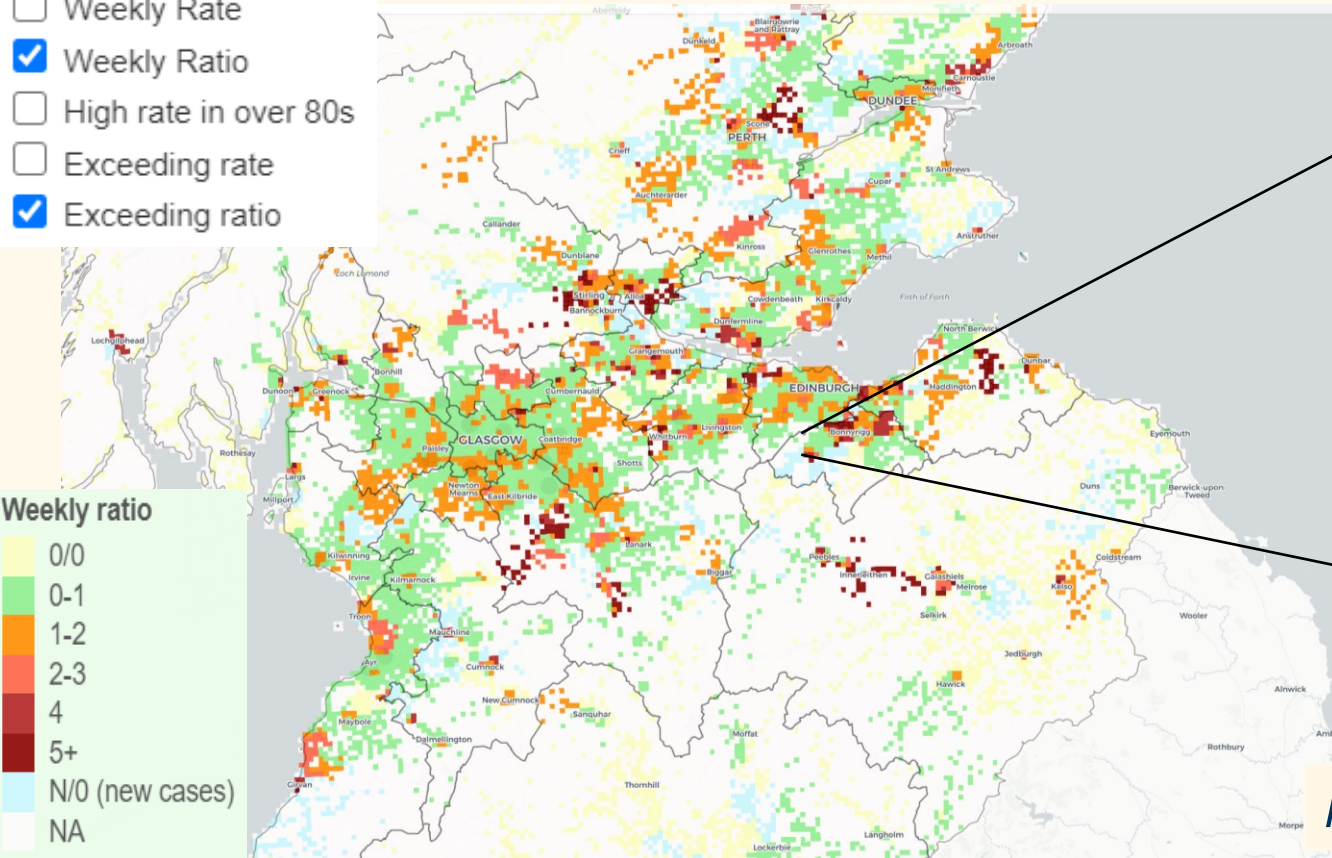 Weekly Rate
Weekly Ratio
High rate in over 80s
Exceeding rate
Exceeding ratio
Aberfeldy
Blairgowrie
and Rattray
Dunkeld
Arbroath
Carnoustie
Monifieth
DUNDEE
Scone
PERTH
Crieff
St Andrews
Cupar
Auchterarder
Callander
Anstruther
Kinross
Glenrothes
Methil
Dunblane
Loch Lomond
Stirling
Alloa
Bannockburn
Cowdenbeath
Kirkcaldy
Firth of Forth
Dunfermline
North Berwick
Lochgilphead
Grangemouth
Dunbar
Bonhill
Dunoon
Greenock
Cumbernauld
EDINBURGH
Haddington
GLASGOW
Coatbridge
Whitburn
Livingston
Bonnyrigg
Eyemouth
Paisley
Rothesay
Shotts
Largs
Newton
Mearns
East Kilbride
Millport
Duns
Berwick-upon-
Tweed
Lanark
Kilwinning
Peebles
Coldstream
Biggar
Irvine
Kilmarnock
Innerleithen
Galashiels
Melrose
Kelso
Troon
Selkirk
Wooler
Mauchline
Ayr
Cumnock
Jedburgh
Hawick
Alnwick
New Cumnock
Sanquhar
Maybole
Dalmellington
Moffat
Rothbury
Girvan
Thornhill
Langholm
Lockerbie
Weekly ratio
0/0
0-1
1-2
2-3
4
5+
N/0 (new cases)
NA